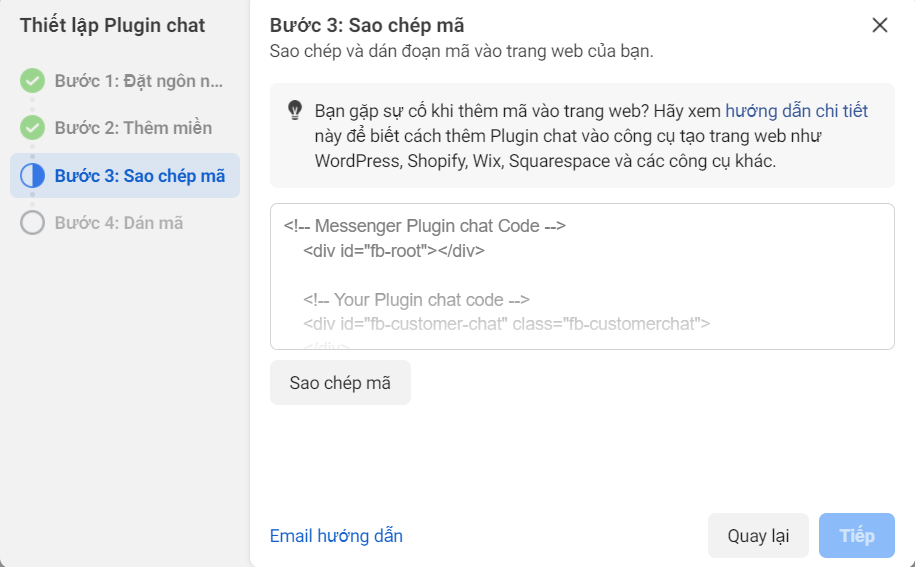 Thiết lập Plugin chat
Bước 1: Đặt ngôn n...
Bước 2: Thêm miền
Bước 3: Sao chép mã
Bước 4: Dán mã
Bước 3: Sao chép mã
Sao chép và dán đoạn mã vào trang web của bạn.
Bạn gặp sự cố khi thêm mã vào trang web? Hãy xem hướng dẫn chi tiết
này để biết cách thêm Plugin chat vào công cụ tạo trang web như
WordPress, Shopify, Wix, Squarespace và các công cụ khác.
<!-- Messenger Plugin chat Code -->
<div id="fb-root"></div>
<!-- Your Plugin chat code -->
<div id="fb-customer-chat" class="fb-customerchat">
</div>
Sao chép mã
Email hướng dẫn
Quay lại
Tiếp